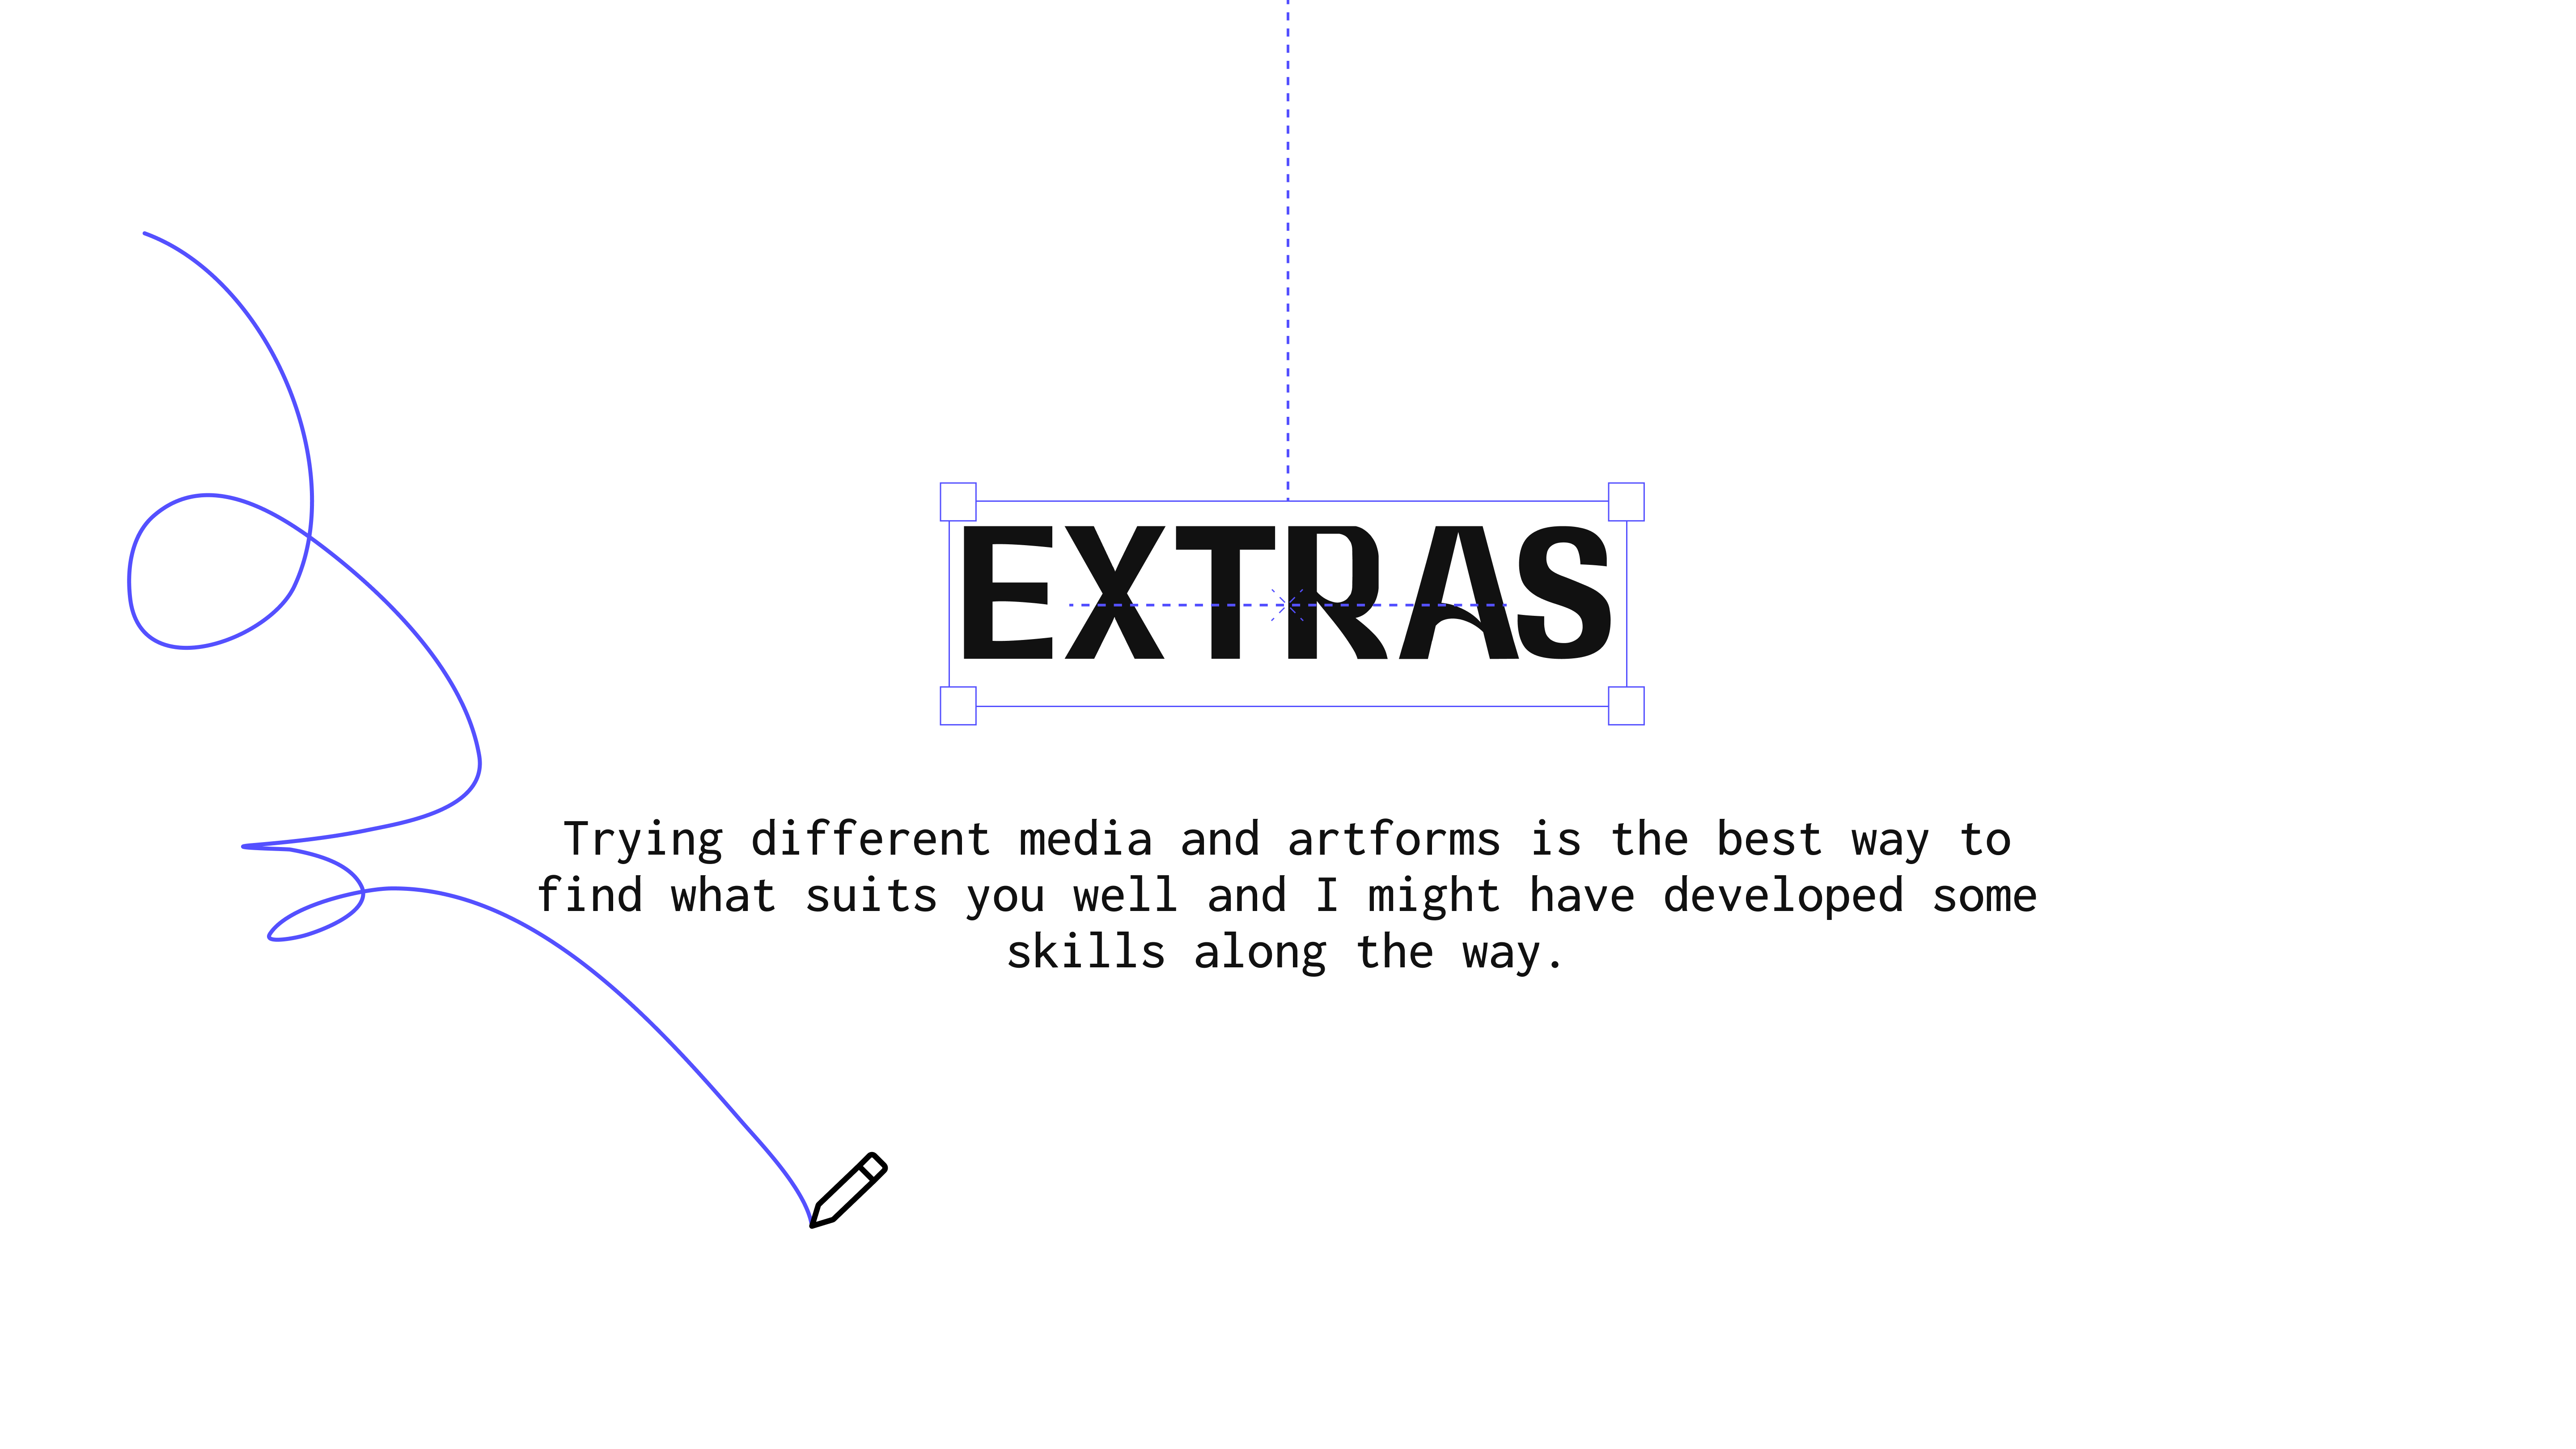 EXTRAS
Trying different media and artforms is the best way to
find what suits you well and I might have developed some
skills along the way.